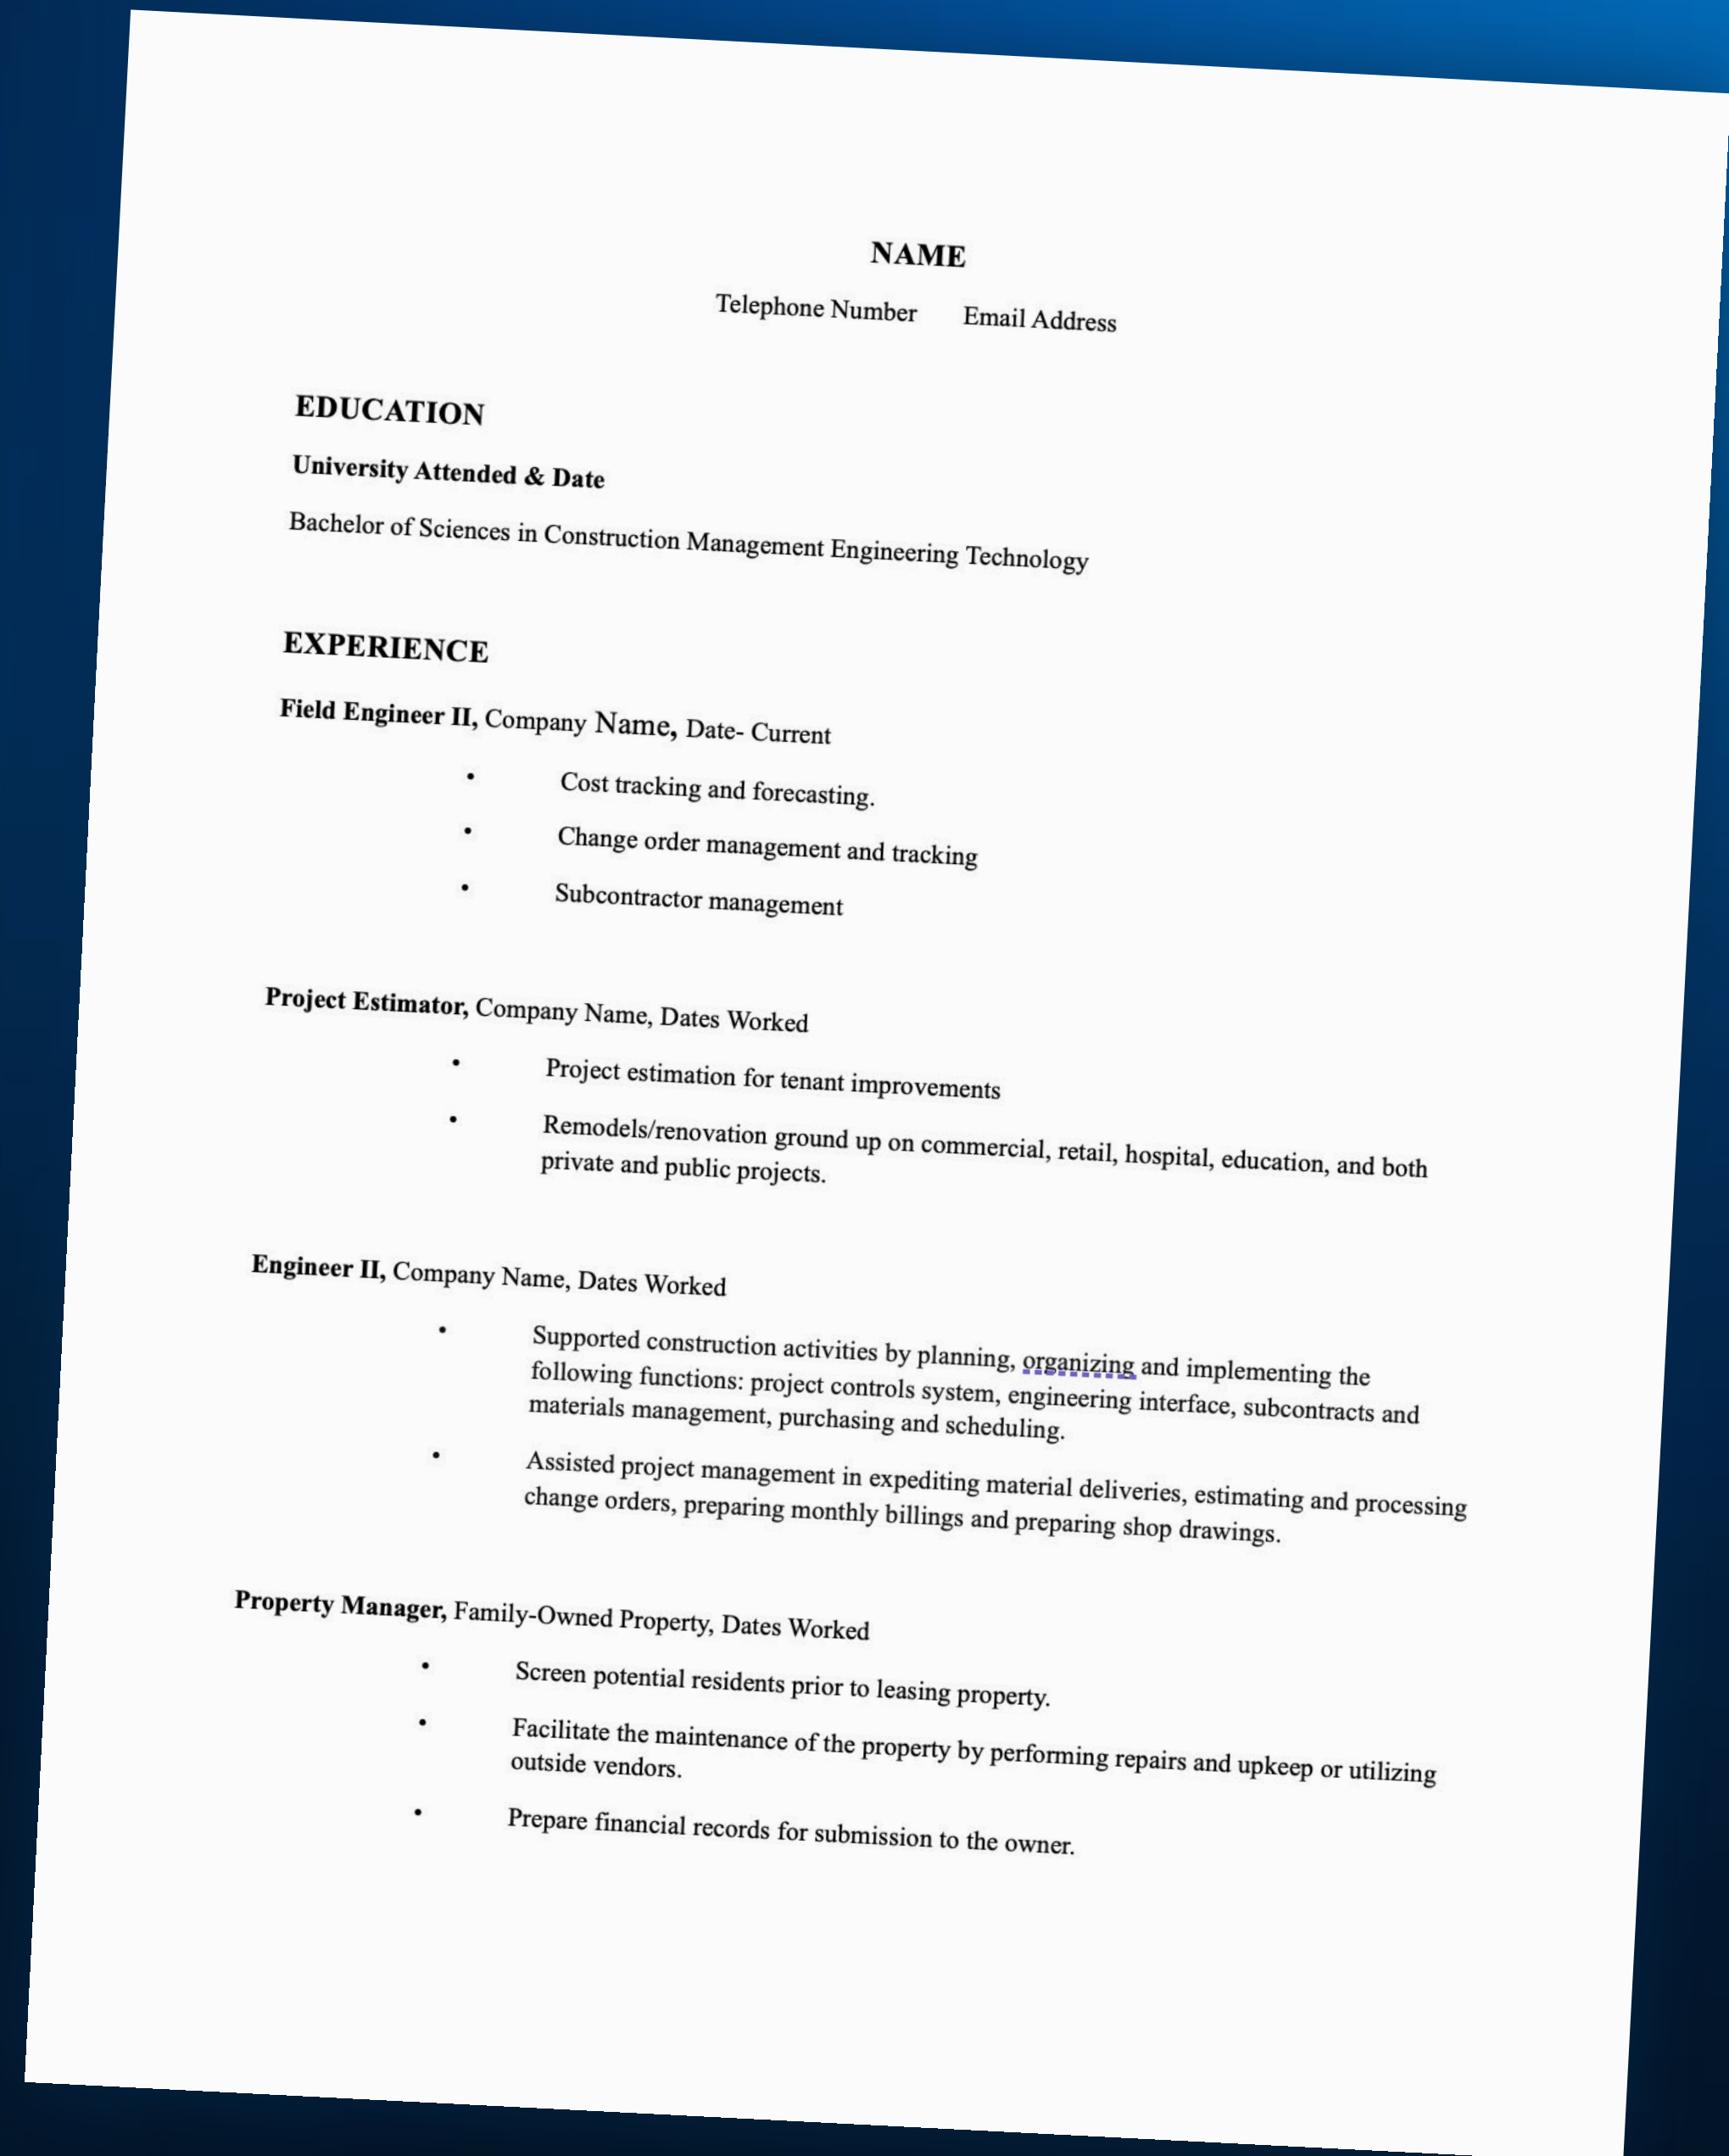 NAME
Telephone Number Email Address
EDUCATION
University Attended & Date
Bachelor of Sciences in Construction Management Engineering Technology
EXPERIENCE
Field Engineer II, Company Name, Date- Current
• Cost tracking and forecasting.
• Change order management and tracking
• Subcontractor management
Project Estimator, Company Name, Dates Worked
• Project estimation for tenant improvements
• Remodels/renovation ground up on commercial, retail, hospital, education, and both
private and public projects.
Engineer II, Company Name, Dates Worked
• Supported construction activities by planning, organizing and implementing the
following functions: project controls system, engineering interface, subcontracts and
materials management, purchasing and scheduling.
• Assisted project management in expediting material deliveries, estimating and processing
change orders, preparing monthly billings and preparing shop drawings.
Property Manager, Family-Owned Property, Dates Worked
• Screen potential residents prior to leasing property.
• Facilitate the maintenance of the property by performing repairs and upkeep or utilizing
outside vendors.
• Prepare financial records for submission to the owner.